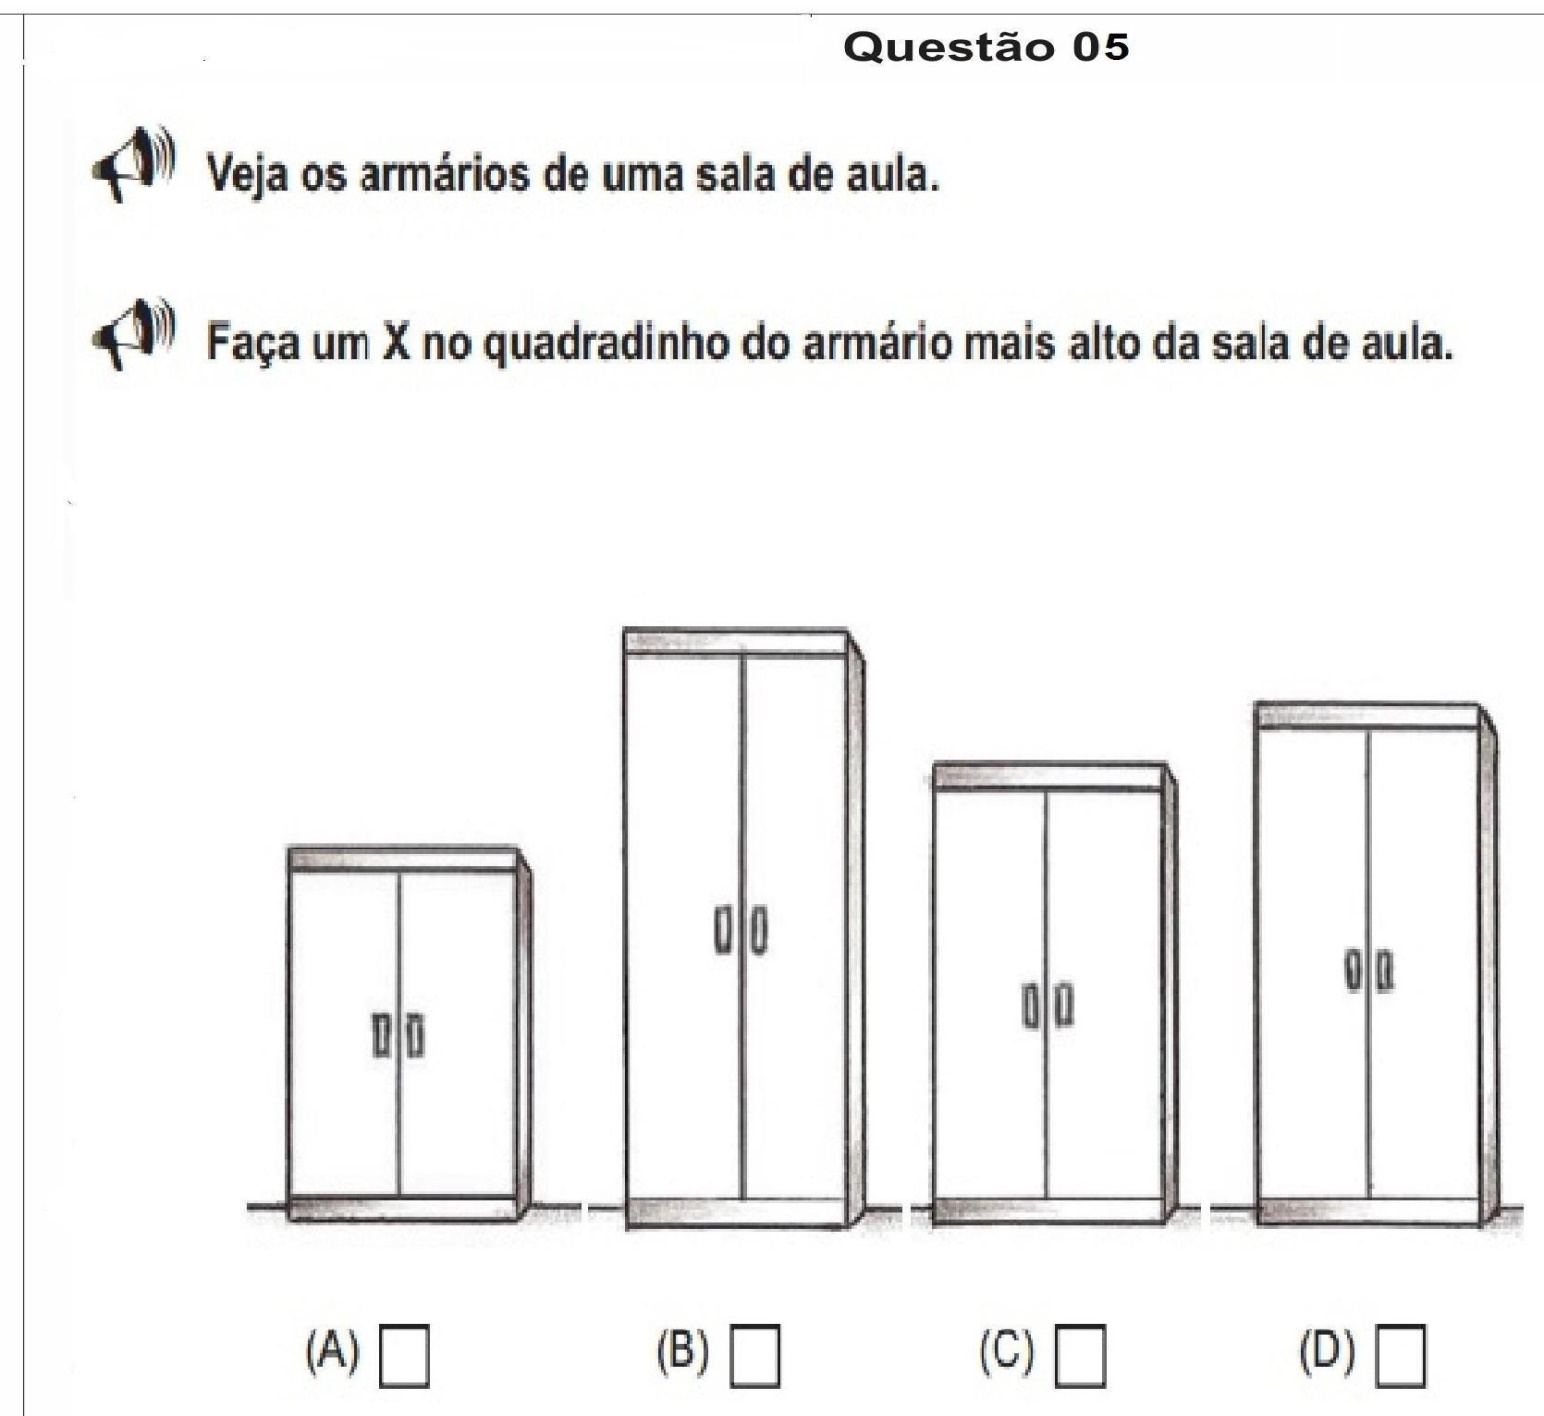 Questão 05
Veja os armários de uma sala de aula.
Faça um X no quadradinho do armário mais alto da sala de aula.
(A) (B) (C) (D)